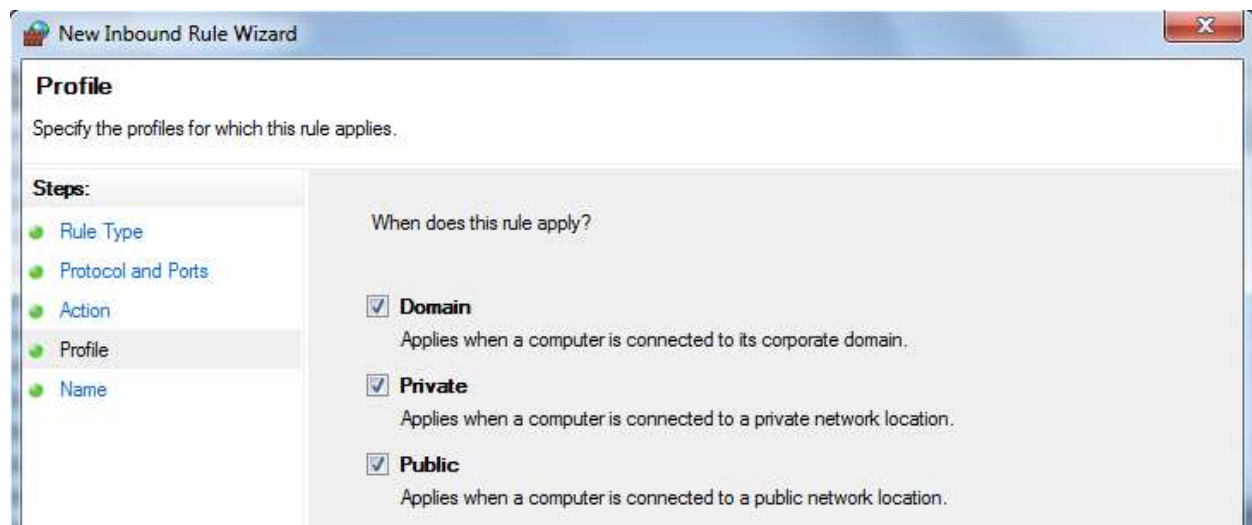 New Inbound Rule Wizard
Profile
Specify the profiles for which this rule applies.
Steps:
Rule Type
Protocol and Ports
Action
Profile
Name
When does this rule apply?
Domain
Applies when a computer is connected to its corporate domain.
Private
Applies when a computer is connected to a private network location.
Public
Applies when a computer is connected to a public network location.